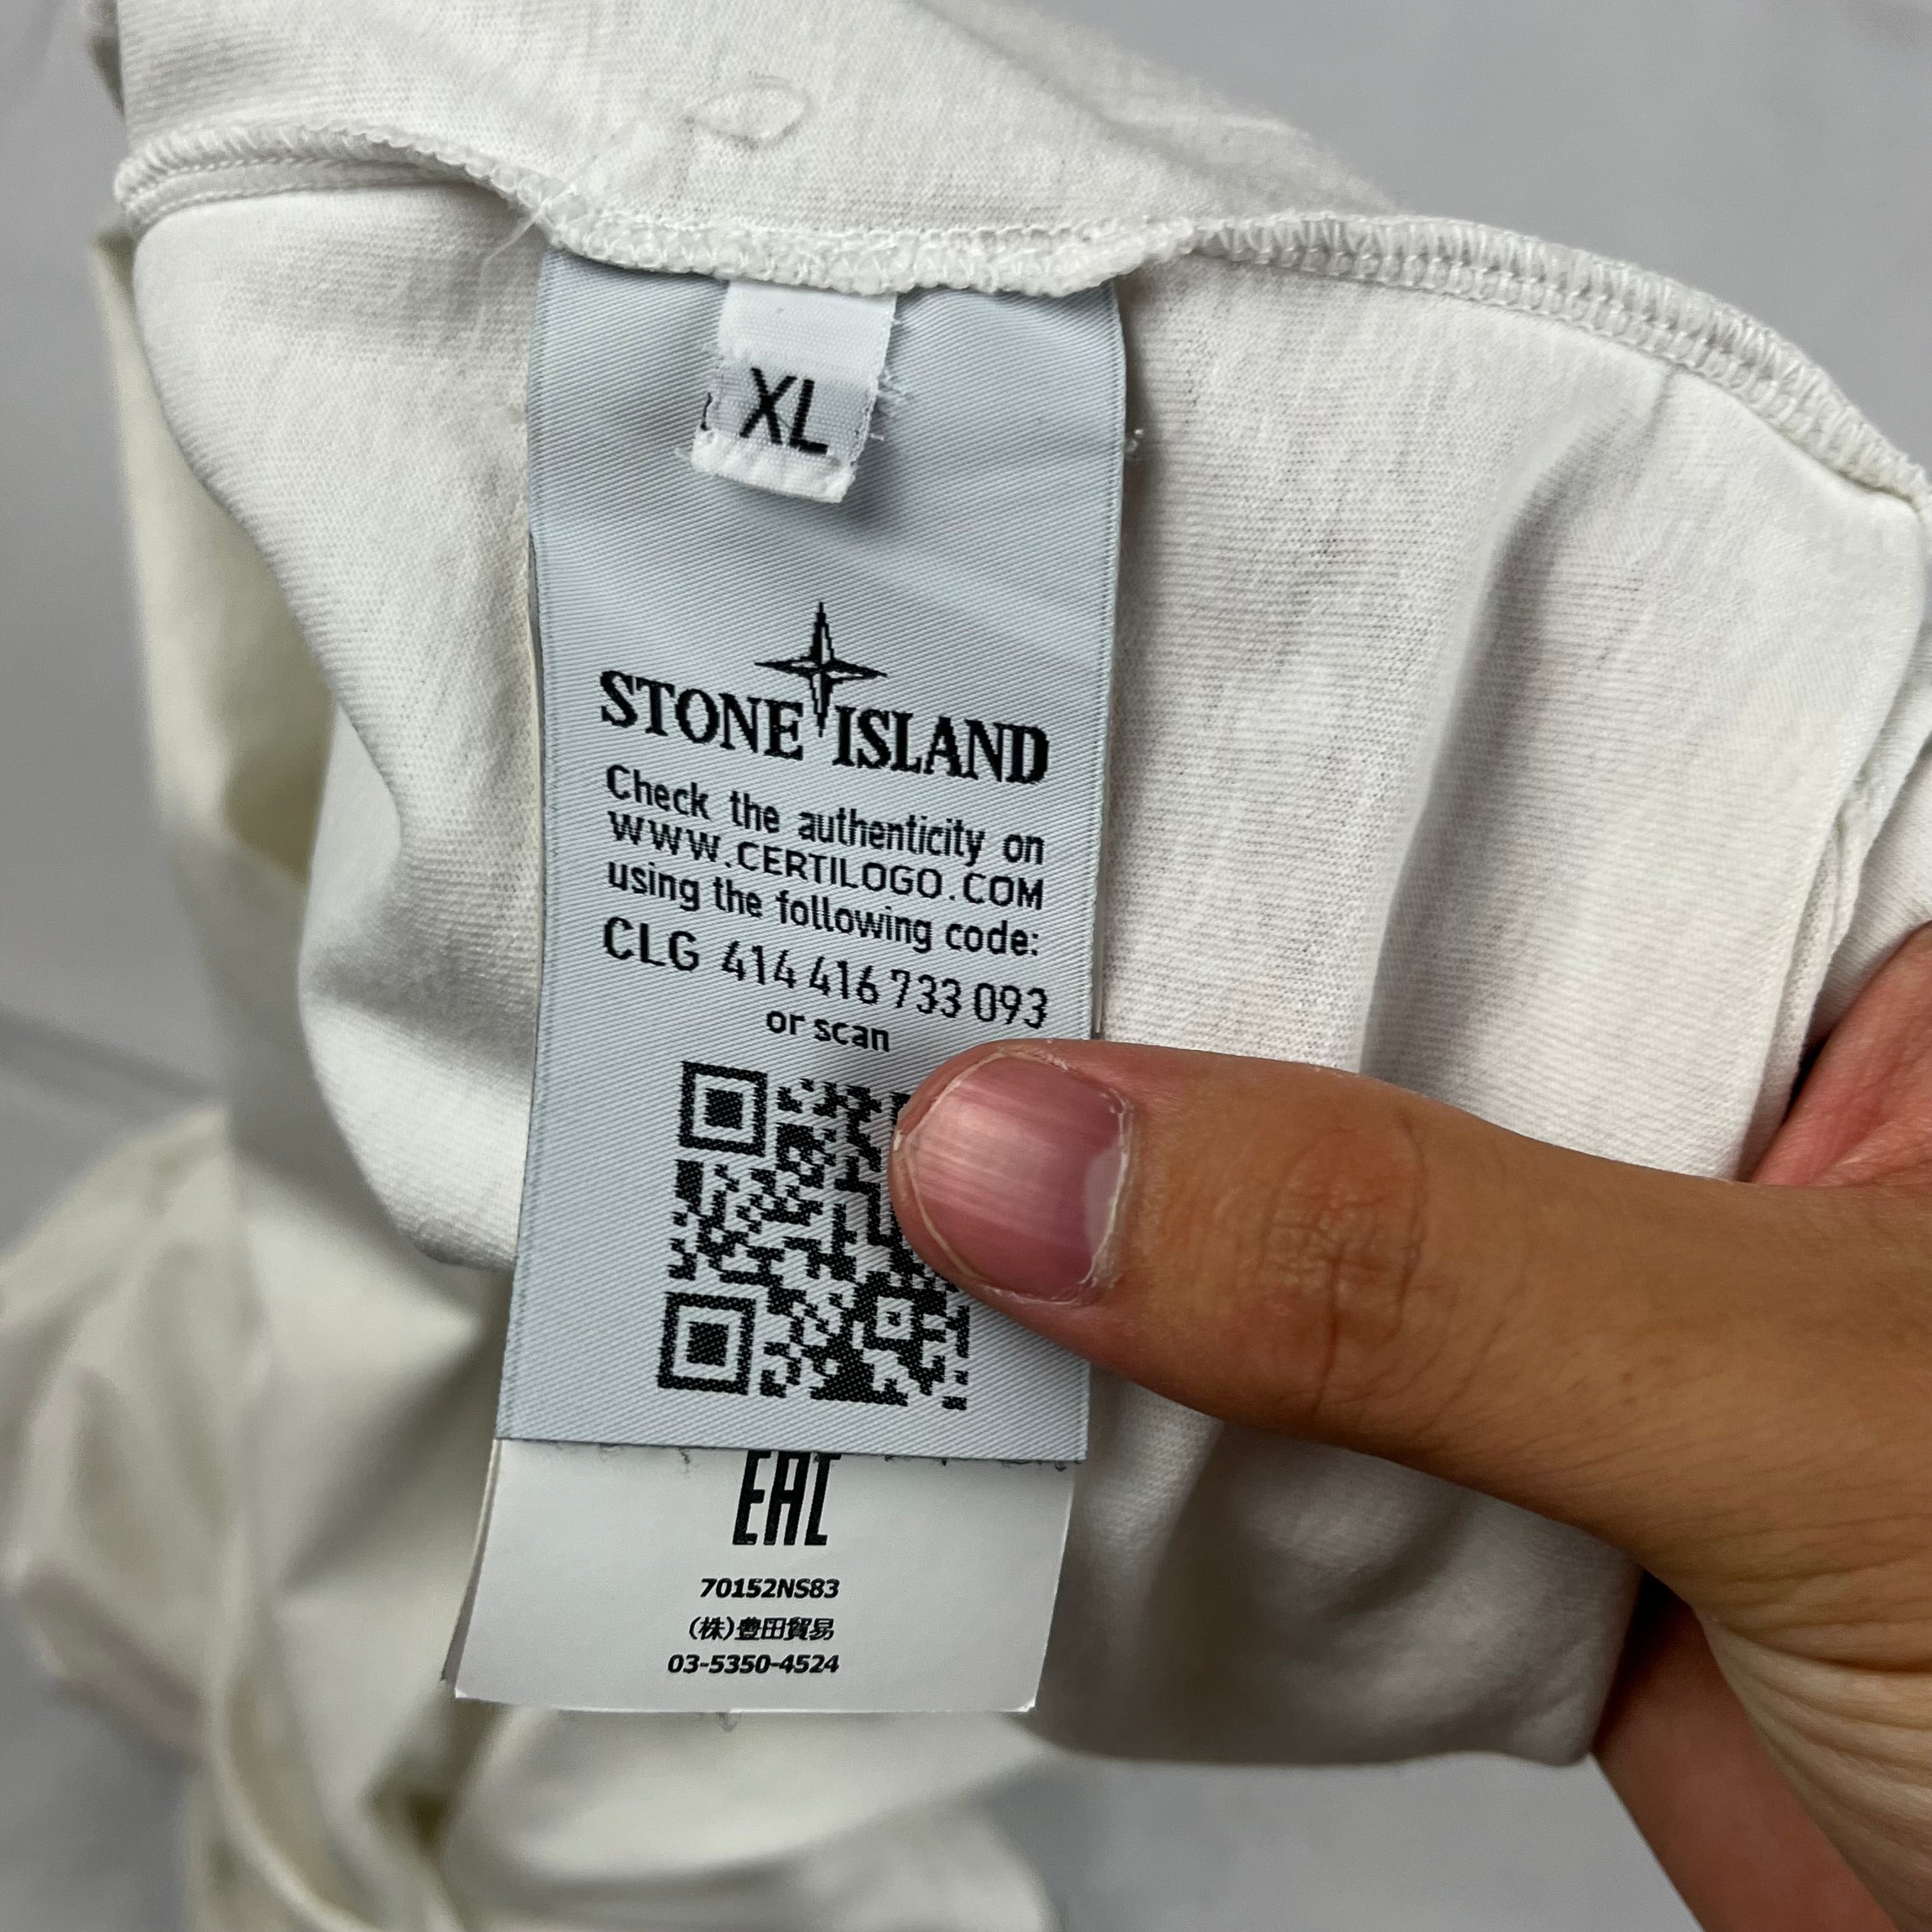 XL
STONE ISLAND
Check the authenticity on
WWW.CERTILOGO.COM
using the following code:
CLG 414 416 733 093
or scan
EAC
70152NS83
(株)豊田貿易
03-5350-4524